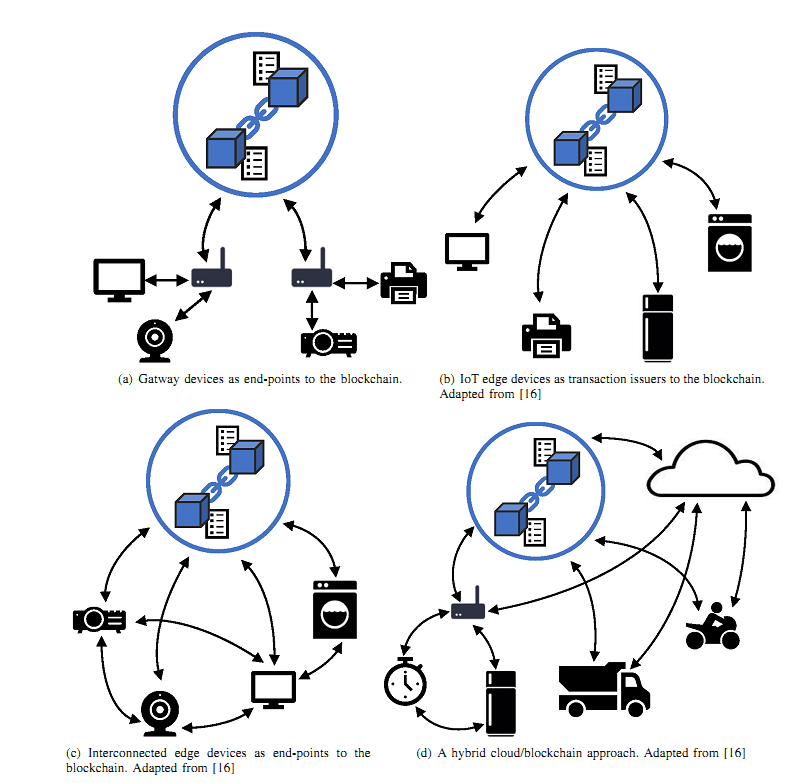 (a) Gatway devices as end-points to the blockchain.
(b) IoT edge devices as transaction issuers to the blockchain.
Adapted from [16]
(c) Interconnected edge devices as end-points to the
blockchain. Adapted from [16]
(d) A hybrid cloud/blockchain approach. Adapted from [16]